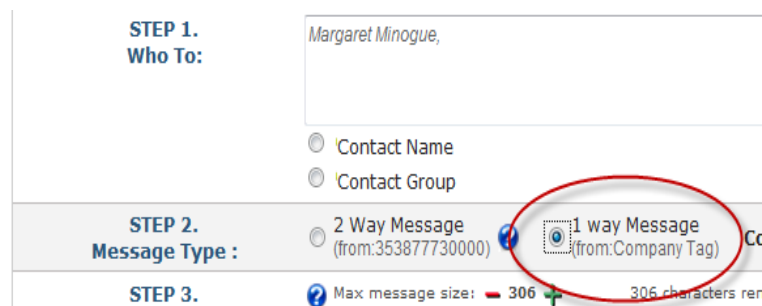 STEP 1.
Who To:
Margaret Minogue,
'Contact Name
'Contact Group
STEP 2.
Message Type :
2 Way Message
(from:353877730000)
1 way Message
(from:Company Tag)
STEP 3.
Max message size: 306
306 characters